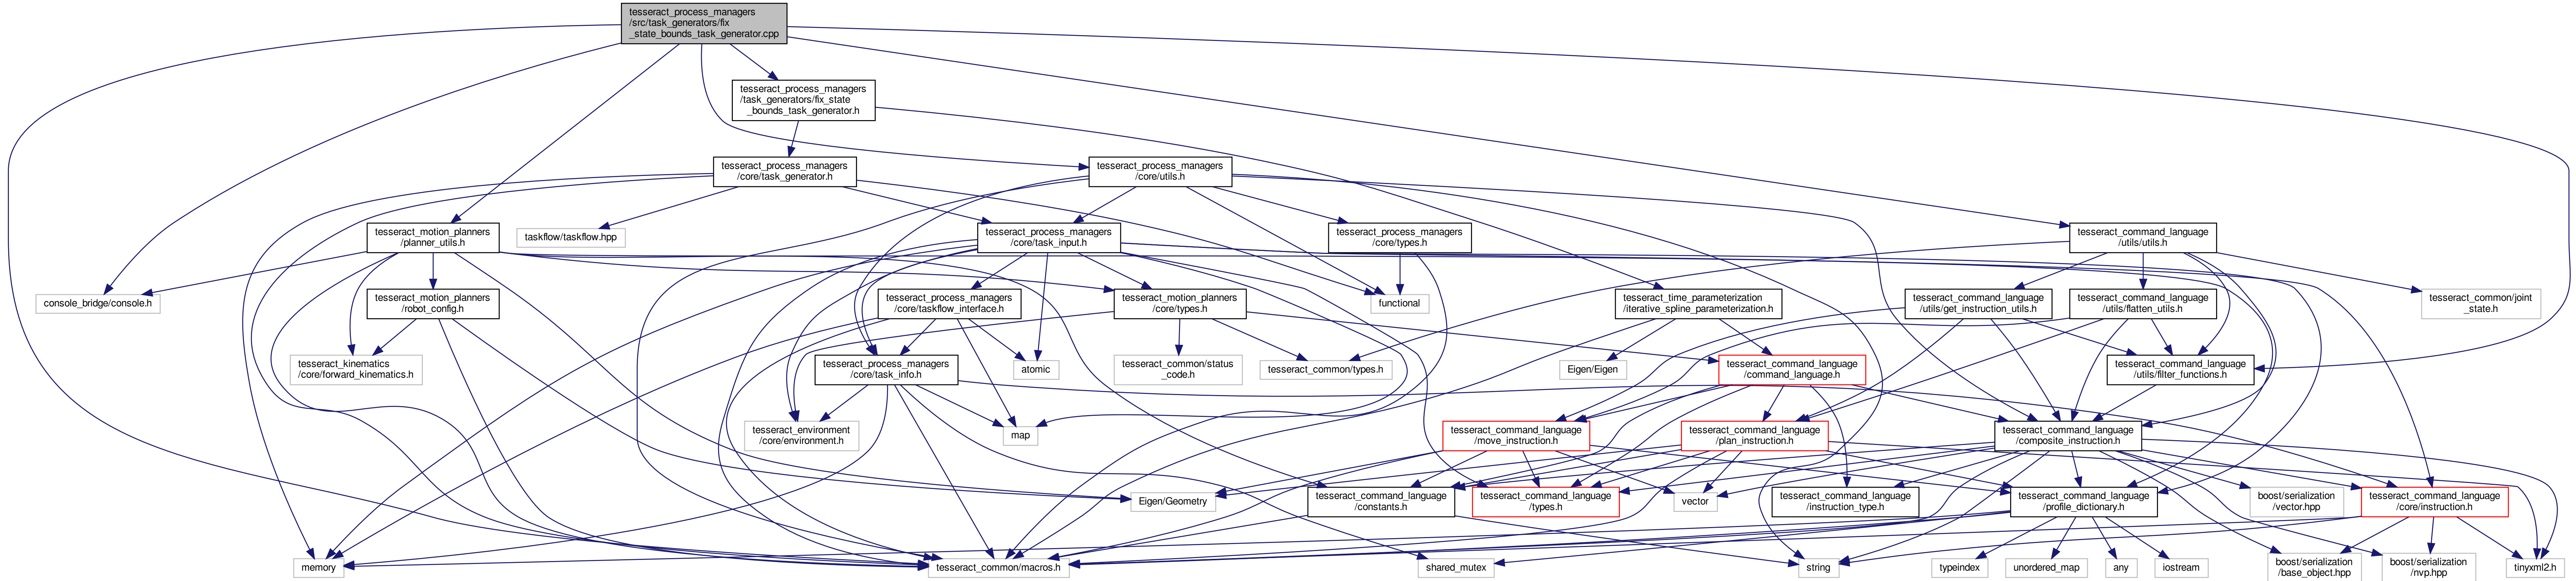 tesseract_process_managers
/src/task_generators/fix
_state_bounds_task_generator.cpp
tesseract_process_managers
/task_generators/fix_state
_bounds_task_generator.h
tesseract_process_managers
/core/task_generator.h
tesseract_process_managers
/core/utils.h
tesseract_motion_planners
/planner_utils.h
taskflow/taskflow.hpp
tesseract_process_managers
/core/task_input.h
tesseract_process_managers
/core/types.h
tesseract_command_language
/utils/utils.h
console_bridge/console.h
tesseract_motion_planners
/robot_config.h
tesseract_process_managers
/core/taskflow_interface.h
tesseract_motion_planners
/core/types.h
functional
tesseract_time_parameterization
/iterative_spline_parameterization.h
tesseract_command_language
/utils/get_instruction_utils.h
tesseract_command_language
/utils/flatten_utils.h
tesseract_common/joint
_state.h
tesseract_kinematics
/core/forward_kinematics.h
tesseract_process_managers
/core/task_info.h
atomic
tesseract_common/status
_code.h
tesseract_common/types.h
Eigen/Eigen
tesseract_command_language
/command_language.h
tesseract_command_language
/utils/filter_functions.h
tesseract_environment
/core/environment.h
map
tesseract_command_language
/move_instruction.h
tesseract_command_language
/plan_instruction.h
tesseract_command_language
/composite_instruction.h
Eigen/Geometry
tesseract_command_language
/constants.h
tesseract_command_language
/types.h
vector
tesseract_command_language
/instruction_type.h
tesseract_command_language
/profile_dictionary.h
boost/serialization
/vector.hpp
tesseract_command_language
/core/instruction.h
memory
tesseract_common/macros.h
shared_mutex
string
typeindex
unordered_map
any
iostream
boost/serialization
/base_object.hpp
boost/serialization
/nvp.hpp
tinyxml2.h